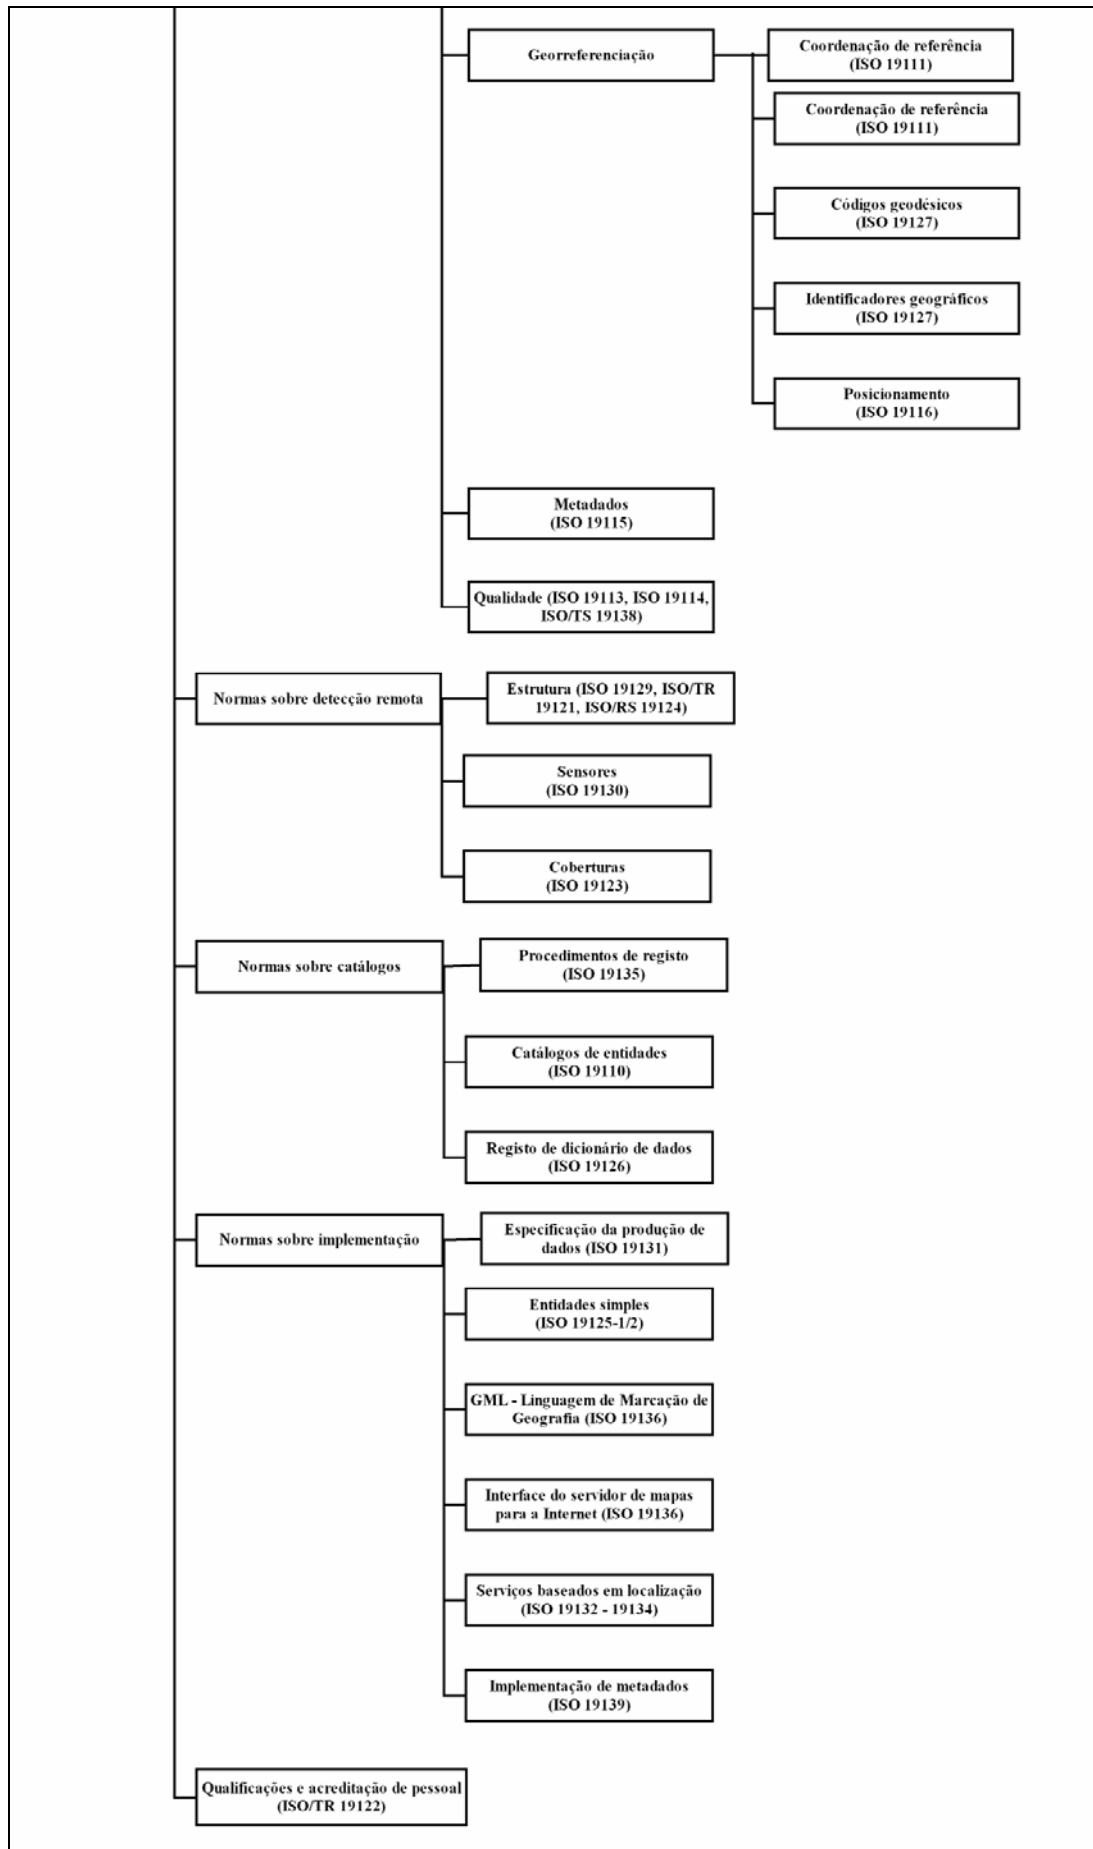 Georreferenciação
Coordenação de referência
(ISO 19111)
Coordenação de referência
(ISO 19111)
Códigos geodésicos
(ISO 19127)
Identificadores geográficos
(ISO 19127)
Posicionamento
(ISO 19116)
Metadados
(ISO 19115)
Qualidade (ISO 19113, ISO 19114,
ISO/TS 19138)
Normas sobre detecção remota
Estrutura (ISO 19129, ISO/TR
19121, ISO/RS 19124)
Sensores
(ISO 19130)
Coberturas
(ISO 19123)
Normas sobre catálogos
Procedimentos de registo
(ISO 19135)
Catálogos de entidades
(ISO 19110)
Registo de dicionário de dados
(ISO 19126)
Normas sobre implementação
Especificação da produção de
dados (ISO 19131)
Entidades simples
(ISO 19125-1/2)
GML - Linguagem de Marcação de
Geografia (ISO 19136)
Interface do servidor de mapas
para a Internet (ISO 19136)
Serviços baseados em localização
(ISO 19132 - 19134)
Implementação de metadados
(ISO 19139)
Qualificações e acreditação de pessoal
(ISO/TR 19122)